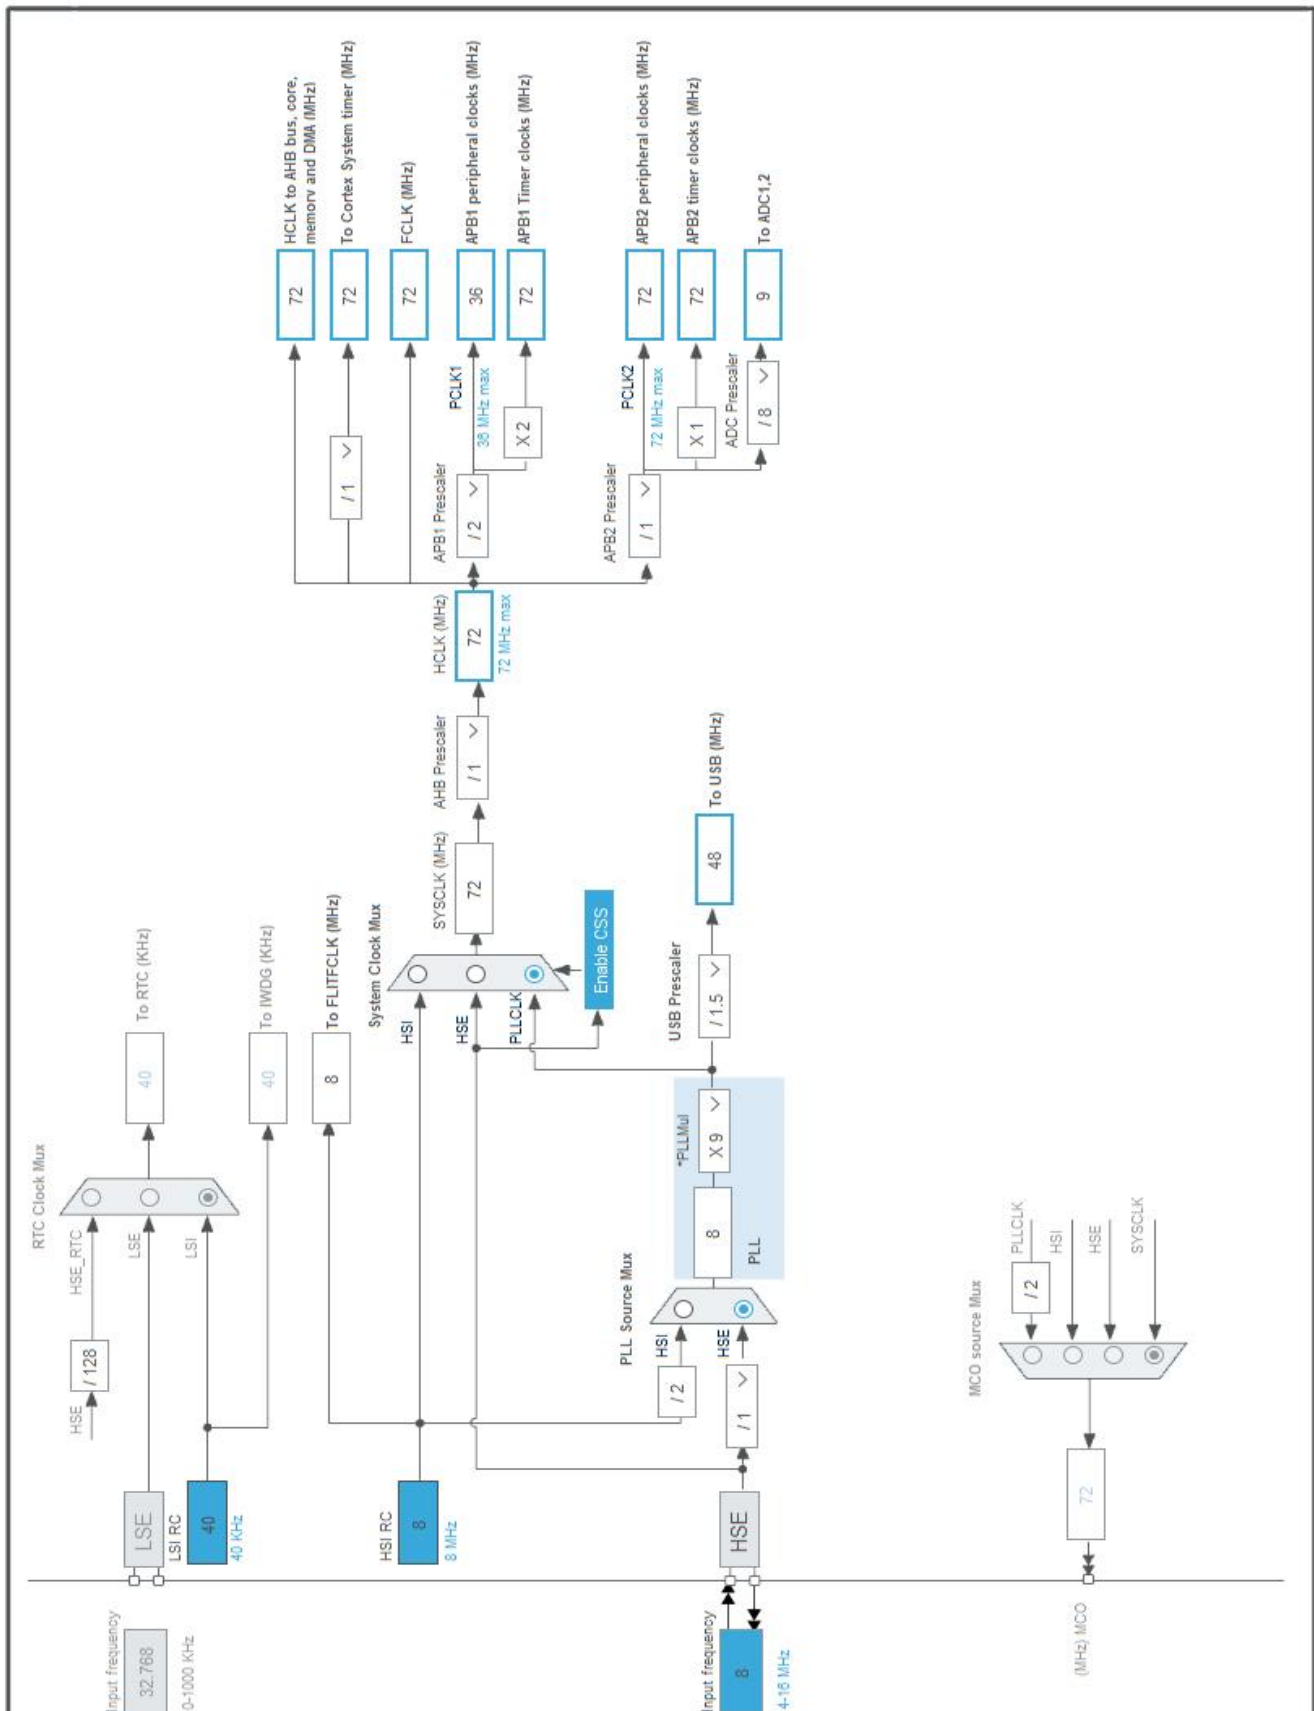 Input frequency
32.768
0-1000 KHz
LSE
LSI RC
40
40 KHz
HSE
/ 128
HSE_RTC
LSE
LSI
RTC Clock Mux
40
To RTC (KHz)
40
To IWDG (KHz)
8
To FLITFCLK (MHz)
HSI RC
8
8 MHz
System Clock Mux
HSI
HSE
PLLCLK
Enable CSS
SYSCLK (MHz)
72
AHB Prescaler
/ 1
HCLK (MHz)
72
72 MHz max
72
HCLK to AHB bus, core,
memory and DMA (MHz)
/ 1
72
To Cortex System timer (MHz)
72
FCLK (MHz)
APB1 Prescaler
/ 2
PCLK1
36 MHz max
36
APB1 peripheral clocks (MHz)
X 2
72
APB1 Timer clocks (MHz)
APB2 Prescaler
/ 1
PCLK2
72 MHz max
72
APB2 peripheral clocks (MHz)
X 1
72
APB2 timer clocks (MHz)
ADC Prescaler
/ 8
9
To ADC1,2
Input frequency
8
4-16 MHz
HSE
/ 2
/ 1
PLL Source Mux
HSI
HSE
8
*PLLMul
X 9
PLL
USB Prescaler
/ 1.5
48
To USB (MHz)
MCO source Mux
/ 2
PLLCLK
HSI
HSE
SYSCLK
72
(MHz) MCO